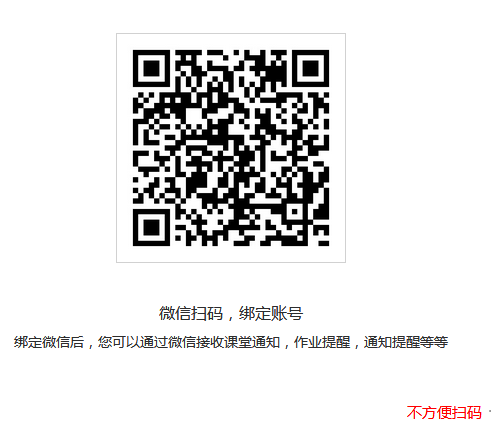 微信扫码，绑定账号
绑定微信后，您可以通过微信接收课堂通知，作业提醒，通知提醒等等
不方便扫码